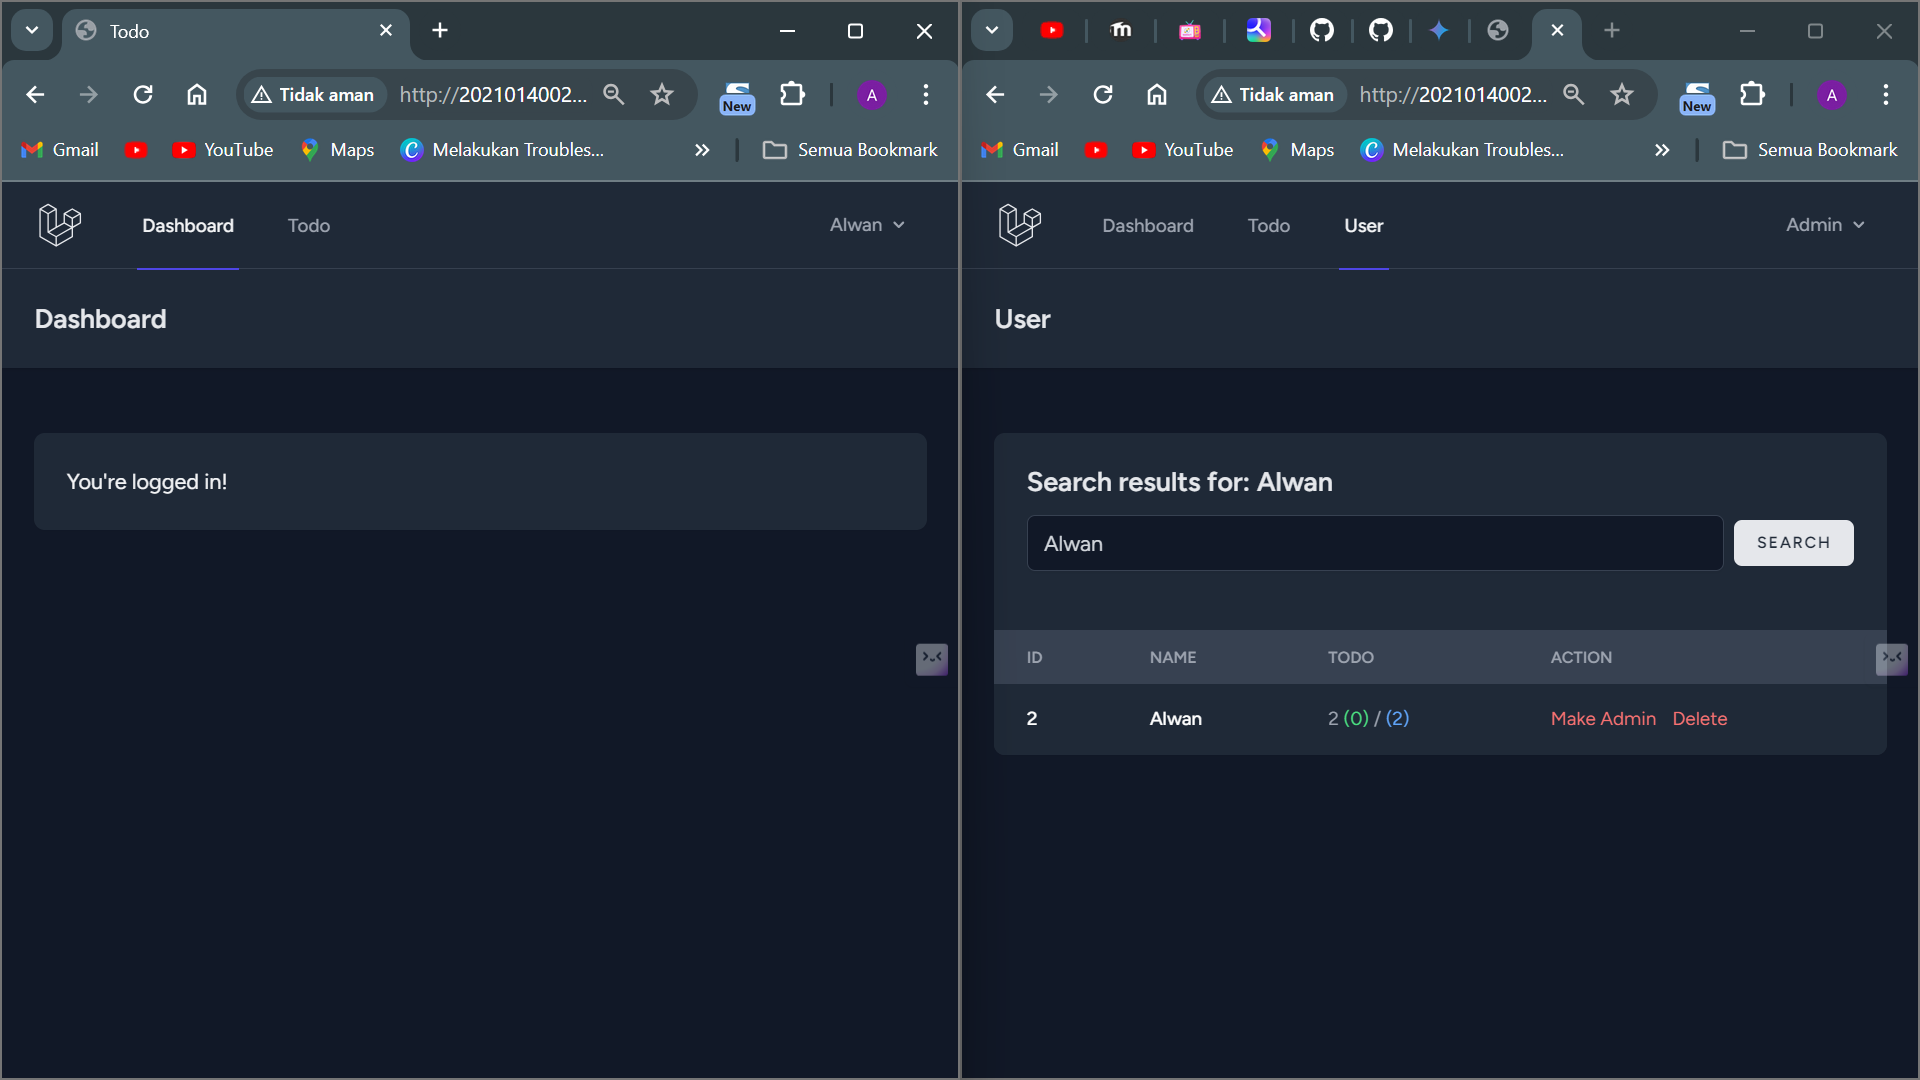 Todo
Tidak aman http://2021014002...
New
A
Gmail YouTube Maps Melakukan Troubles... Semua Bookmark
Dashboard Todo Alwan
Dashboard
You're logged in!
m
Tidak aman http://2021014002...
New
A
Gmail YouTube Maps Melakukan Troubles... Semua Bookmark
Dashboard Todo User Admin
User
Search results for: Alwan
Alwan SEARCH
ID NAME TODO ACTION
2 Alwan 2 (0) / (2) Make Admin Delete